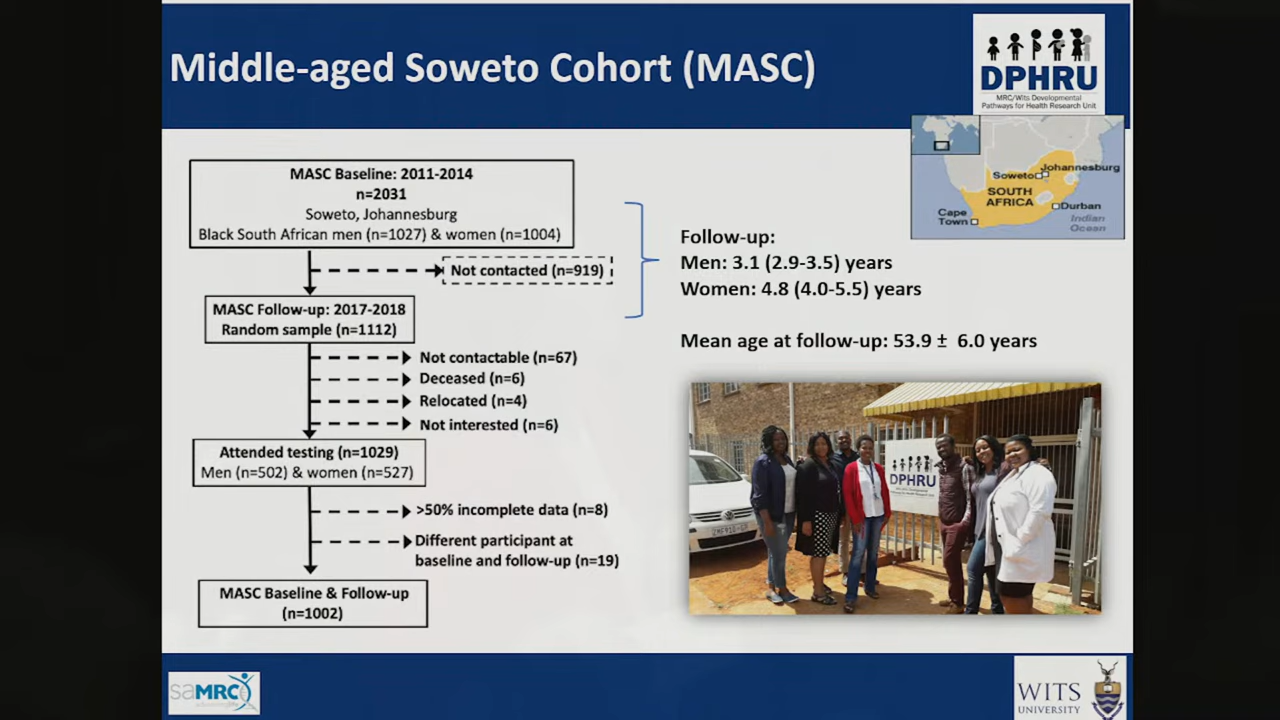 Middle-aged Soweto Cohort (MASC)
DPHRU
MRC/Wits Developmental
Pathways for Health Research Unit
MASC Baseline: 2011-2014
n=2031
Soweto, Johannesburg
Black South African men (n=1027) & women (n=1004)
Not contacted (n=919)
MASC Follow-up: 2017-2018
Random sample (n=1112)
Not contactable (n=67)
Deceased (n=6)
Relocated (n=4)
Not interested (n=6)
Attended testing (n=1029)
Men (n=502) & women (n=527)
>50% incomplete data (n=8)
Different participant at
baseline and follow-up (n=19)
MASC Baseline & Follow-up
(n=1002)
Johannesburg
Soweto
SOUTH
AFRICA
Durban
Cape
Town
Indian
Ocean
Follow-up:
Men: 3.1 (2.9-3.5) years
Women: 4.8 (4.0-5.5) years
Mean age at follow-up: 53.9 ± 6.0 years
DPHRU
saMRC
WITS
UNIVERSITY